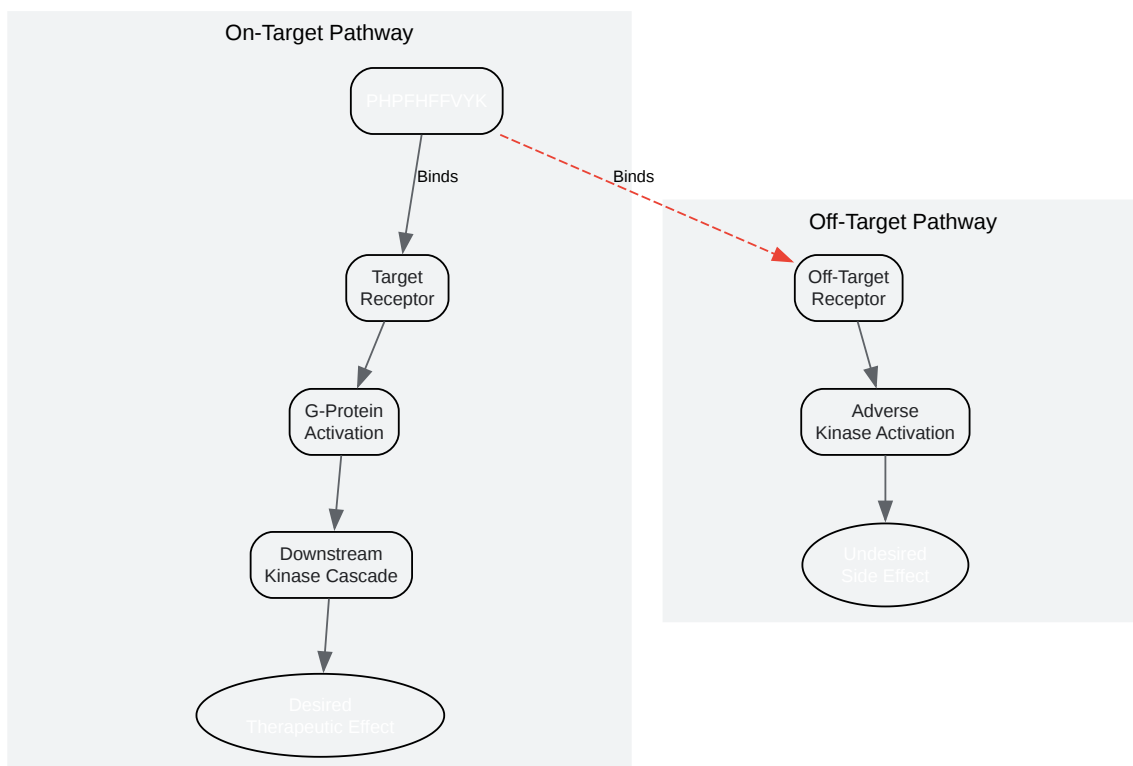 On-Target Pathway
PHPFHFFVYK
Binds
Binds
Off-Target Pathway
Target
Receptor
Off-Target
Receptor
G-Protein
Activation
Adverse
Kinase Activation
Downstream
Kinase Cascade
Undesired
Side Effect
Desired
Therapeutic Effect